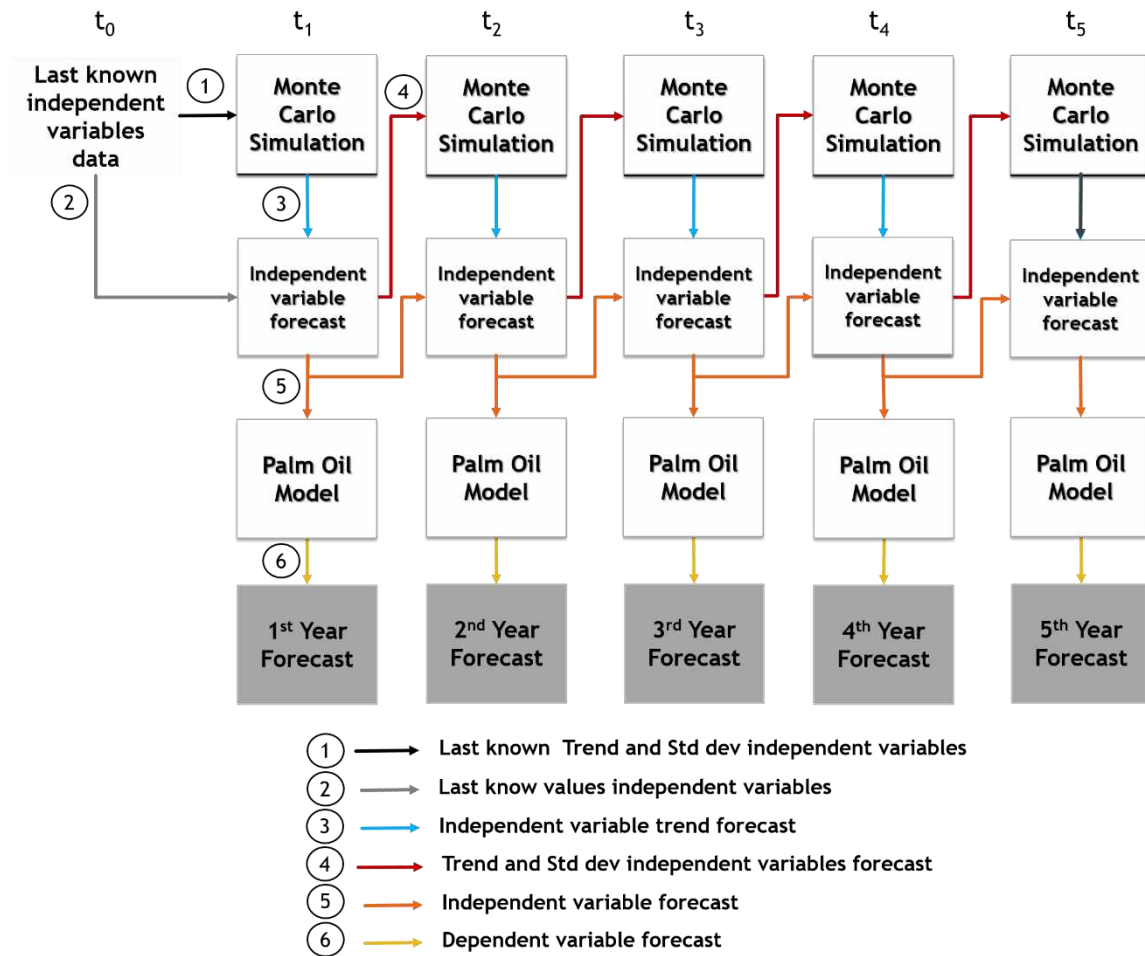 t0 t1 t2 t3 t4 t5
Last known
independent
variables
data
1
2
Monte
Carlo
Simulation
4
Monte
Carlo
Simulation
Monte
Carlo
Simulation
Monte
Carlo
Simulation
Monte
Carlo
Simulation
3
Independent
variable
forecast
Independent
variable
forecast
Independent
variable
forecast
Independent
variable
forecast
Independent
variable
forecast
5
Palm Oil
Model
Palm Oil
Model
Palm Oil
Model
Palm Oil
Model
Palm Oil
Model
6
1st Year
Forecast
2nd Year
Forecast
3rd Year
Forecast
4th Year
Forecast
5th Year
Forecast
1 Last known Trend and Std dev independent variables
2 Last know values independent variables
3 Independent variable trend forecast
4 Trend and Std dev independent variables forecast
5 Independent variable forecast
6 Dependent variable forecast